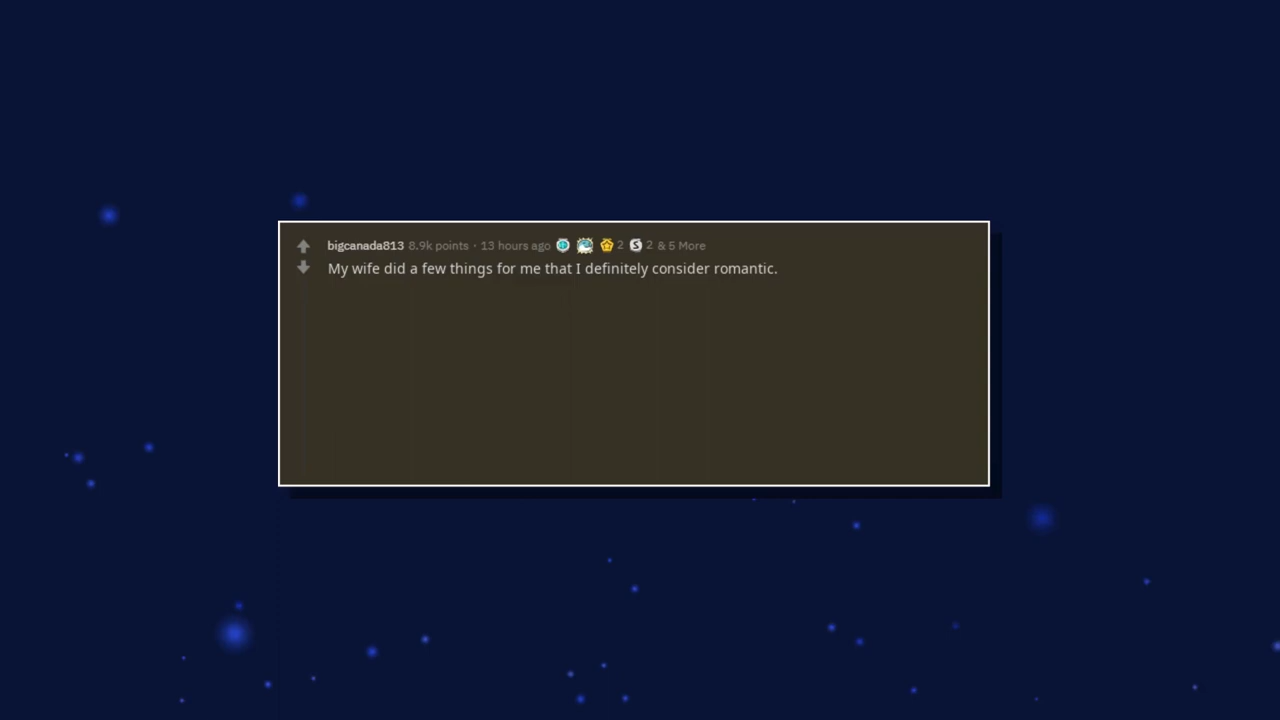 bigcanada813 8.9k points · 13 hours ago 2 2 & 5 More
My wife did a few things for me that I definitely consider romantic.